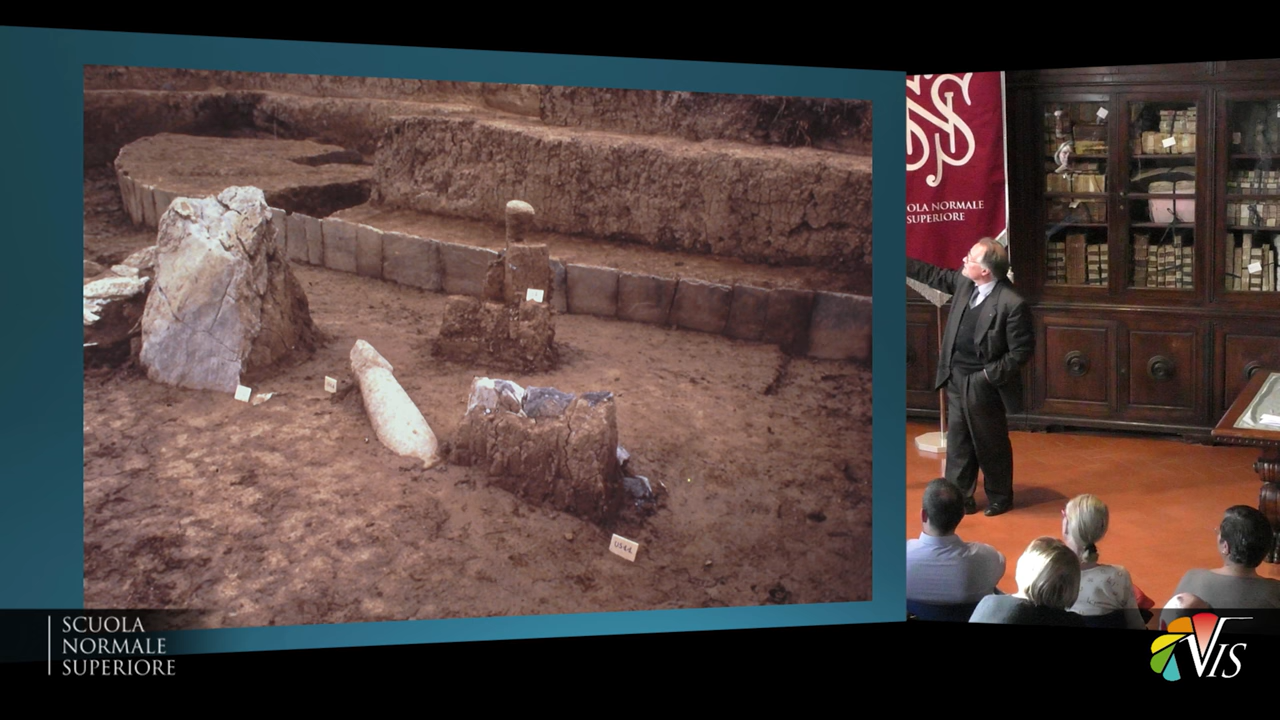 OLA NORMALE
SUPERIORE
SCUOLA
NORMALE
SUPERIORE
VIS